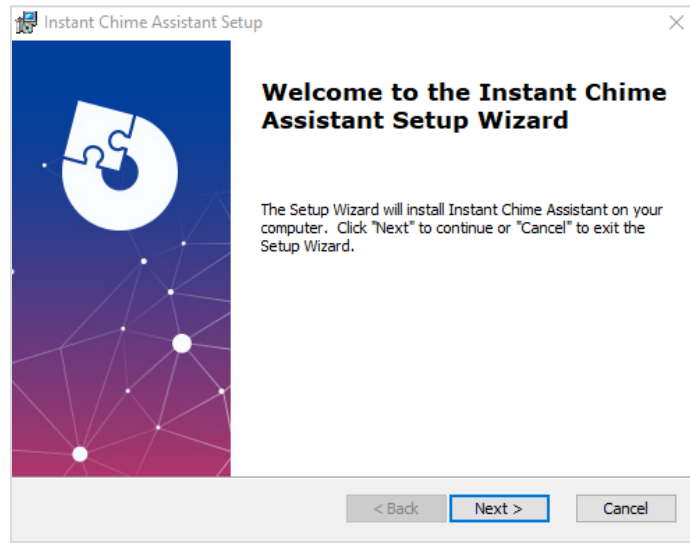 Instant Chime Assistant Setup
Welcome to the Instant Chime
Assistant Setup Wizard
The Setup Wizard will install Instant Chime Assistant on your
computer. Click "Next" to continue or "Cancel" to exit the
Setup Wizard.
< Back Next > Cancel